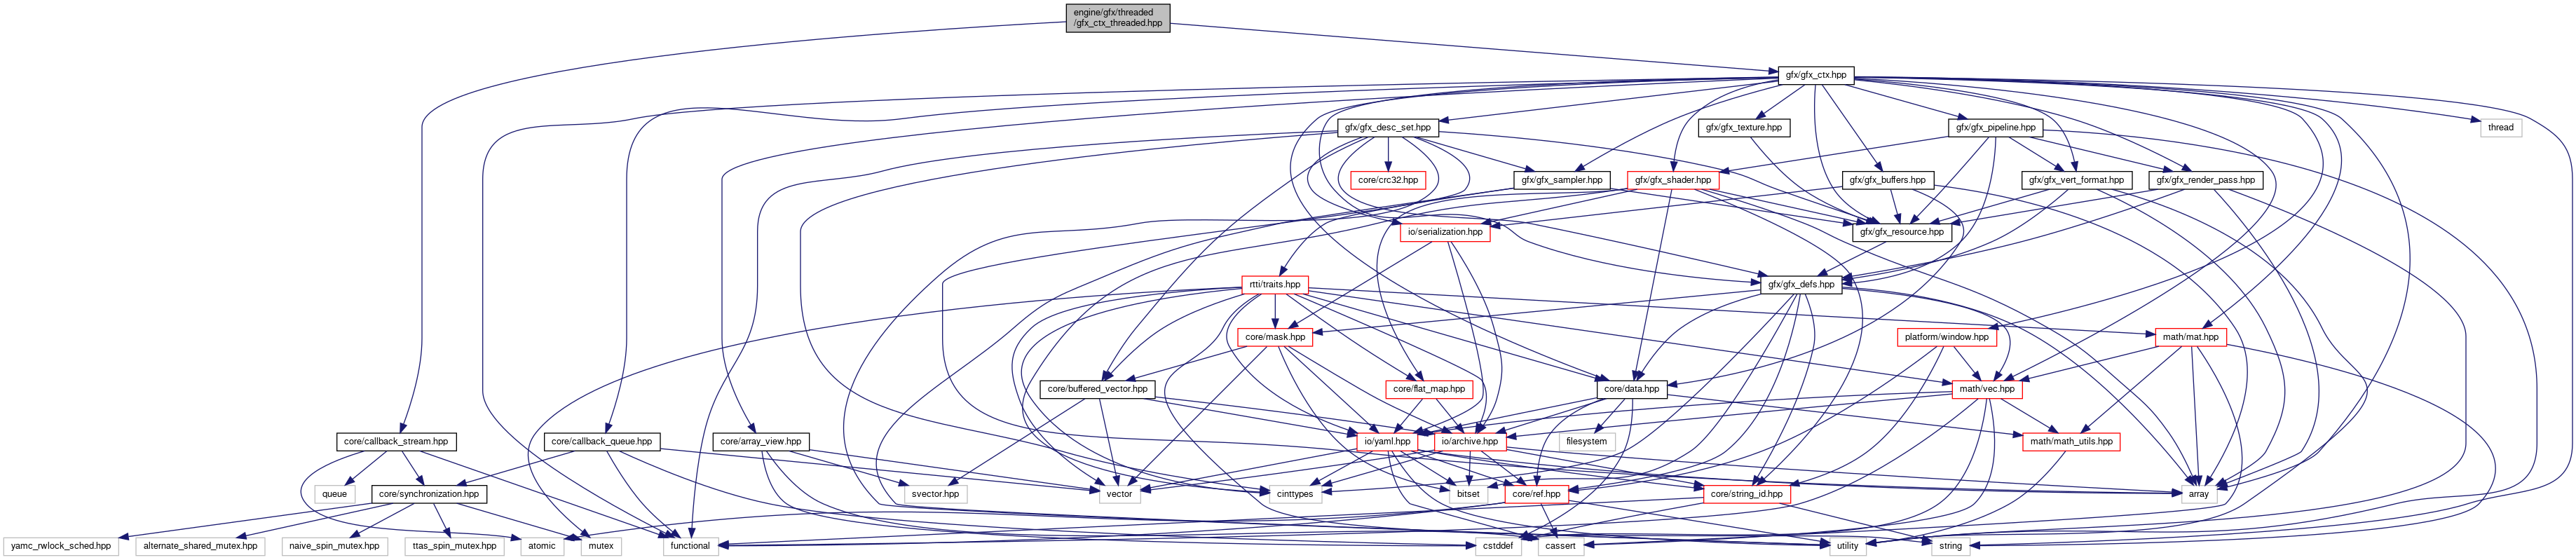 engine/gfx/threaded
/gfx_ctx_threaded.hpp
gfx/gfx_ctx.hpp
gfx/gfx_desc_set.hpp
gfx/gfx_texture.hpp
gfx/gfx_pipeline.hpp
thread
core/crc32.hpp
gfx/gfx_sampler.hpp
gfx/gfx_shader.hpp
gfx/gfx_buffers.hpp
gfx/gfx_vert_format.hpp
gfx/gfx_render_pass.hpp
io/serialization.hpp
gfx/gfx_resource.hpp
rtti/traits.hpp
gfx/gfx_defs.hpp
core/mask.hpp
platform/window.hpp
math/mat.hpp
core/buffered_vector.hpp
core/flat_map.hpp
core/data.hpp
math/vec.hpp
core/callback_stream.hpp
core/callback_queue.hpp
core/array_view.hpp
io/yaml.hpp
io/archive.hpp
filesystem
math/math_utils.hpp
queue
core/synchronization.hpp
svector.hpp
vector
cinttypes
bitset
core/ref.hpp
core/string_id.hpp
array
yamc_rwlock_sched.hpp
alternate_shared_mutex.hpp
naive_spin_mutex.hpp
ttas_spin_mutex.hpp
atomic
mutex
functional
cstddef
cassert
utility
string